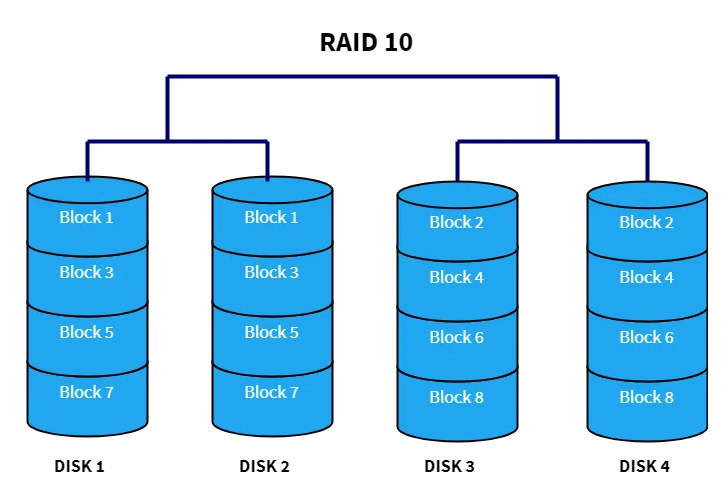 RAID 10
Block 1
Block 3
Block 5
Block 7
DISK 1
Block 1
Block 3
Block 5
Block 7
DISK 2
Block 2
Block 4
Block 6
Block 8
DISK 3
Block 2
Block 4
Block 6
Block 8
DISK 4